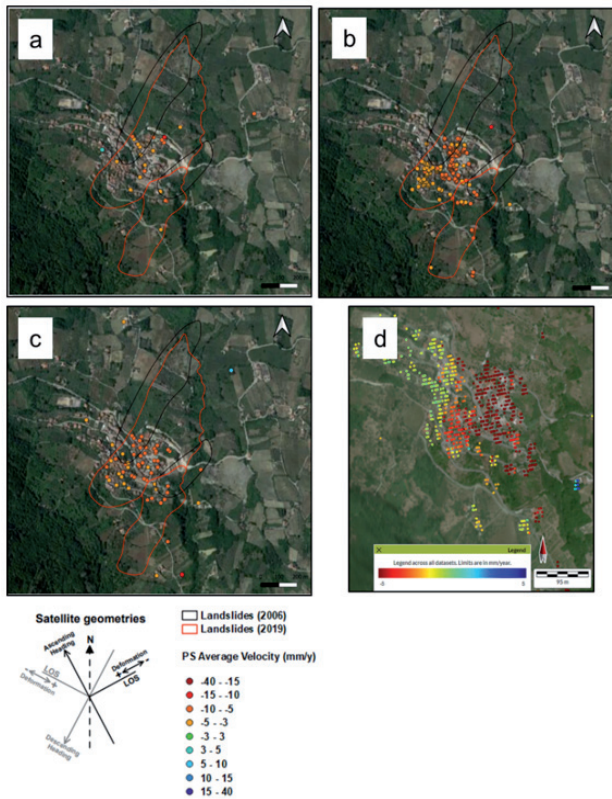 a
b
c
d
Legend
Legend across all datasets. Limits are in mm/year.
-5
5
95 m
Satellite geometries
Ascending
Heading
N
Deformation
LOS
LOS
Deformation
Descending
Heading
Landslides (2006)
Landslides (2019)
PS Average Velocity (mm/y)
-40 - -15
-15 - -10
-10 - -5
-5 - -3
-3 - 3
3 - 5
5 - 10
10 - 15
15 - 40